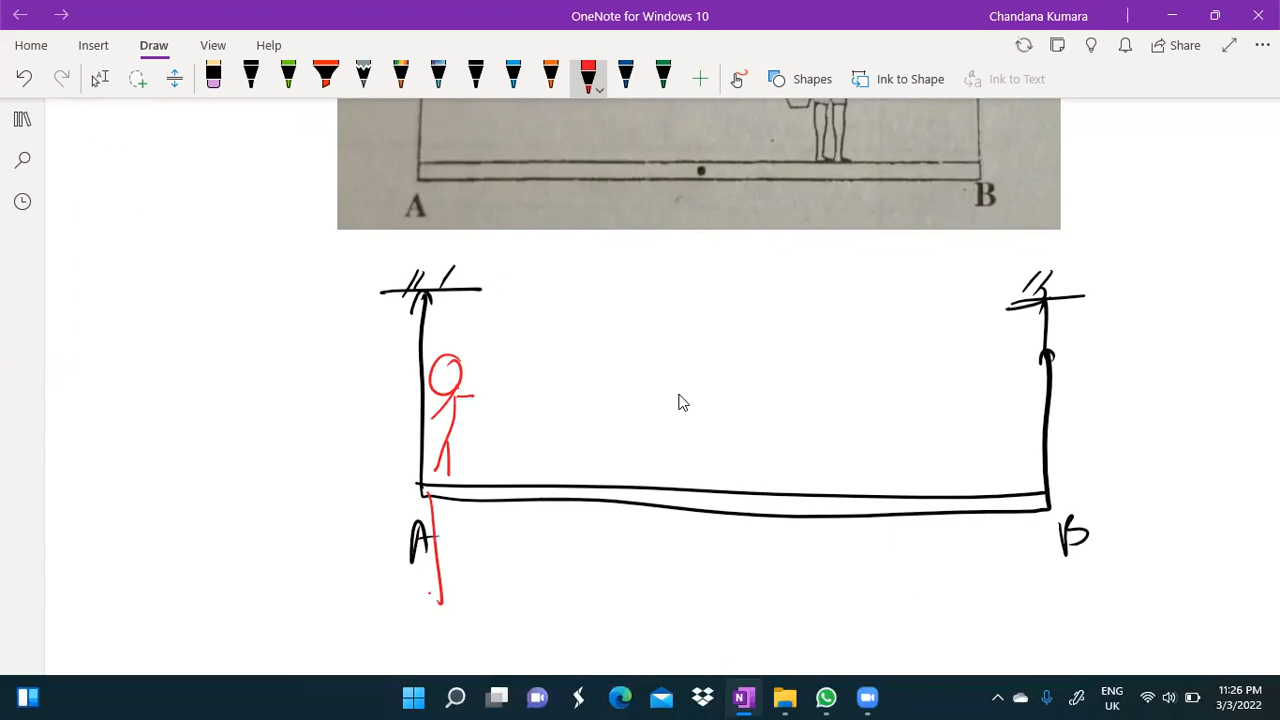 OneNote for Windows 10
Chandana Kumara
Home
Insert
Draw
View
Help
Share
Shapes
Ink to Shape
Ink to Text
A
B
A
B
ENG
UK
11:26 PM
3/3/2022